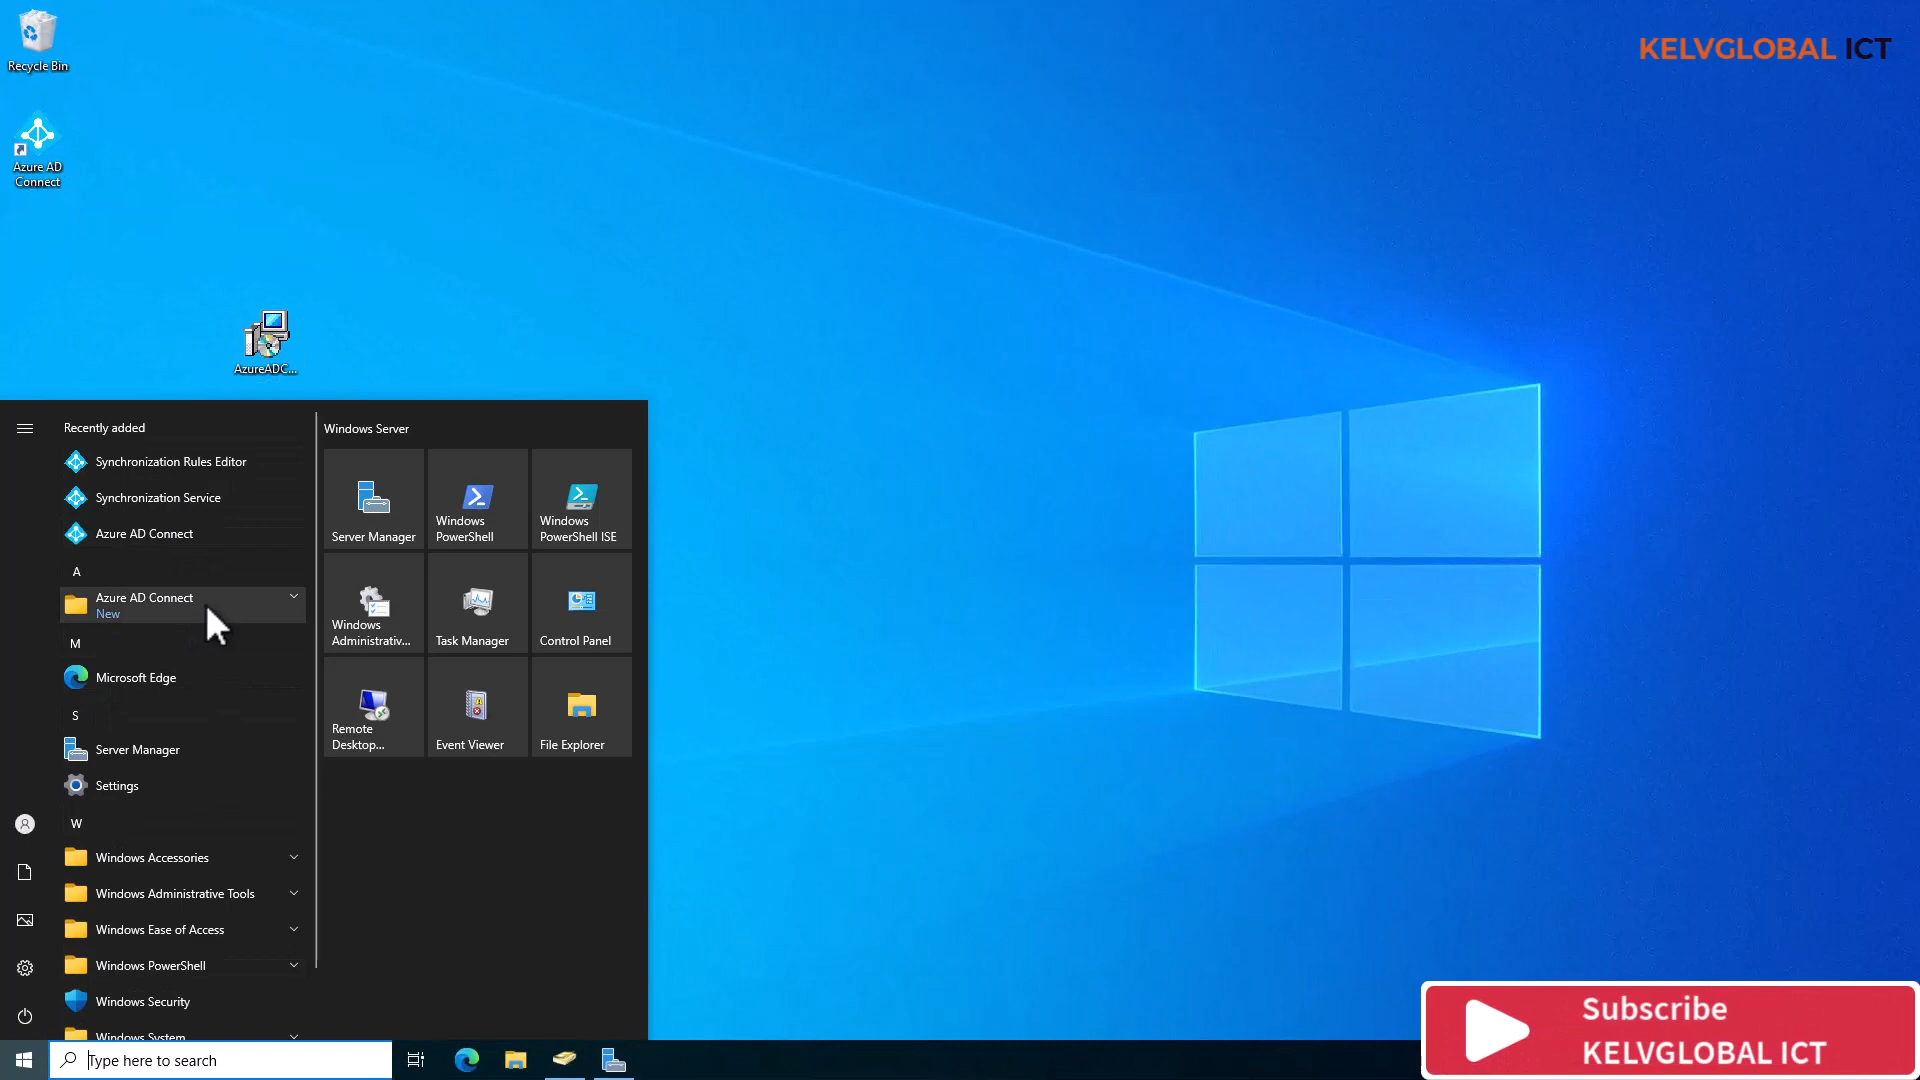 Recycle Bin
KELVGLOBAL ICT
Azure AD
Connect
AzureADC...
Recently added
Synchronization Rules Editor
Synchronization Service
Azure AD Connect
A
Azure AD Connect
New
M
Microsoft Edge
S
Server Manager
Settings
W
Windows Accessories
Windows Administrative Tools
Windows Ease of Access
Windows PowerShell
Windows Security
Windows System
Windows Server
Server Manager
Windows
PowerShell
Windows
PowerShell ISE
Windows
Administrativ...
Task Manager
Control Panel
Remote
Desktop...
Event Viewer
File Explorer
Type here to search
Subscribe
KELVGLOBAL ICT